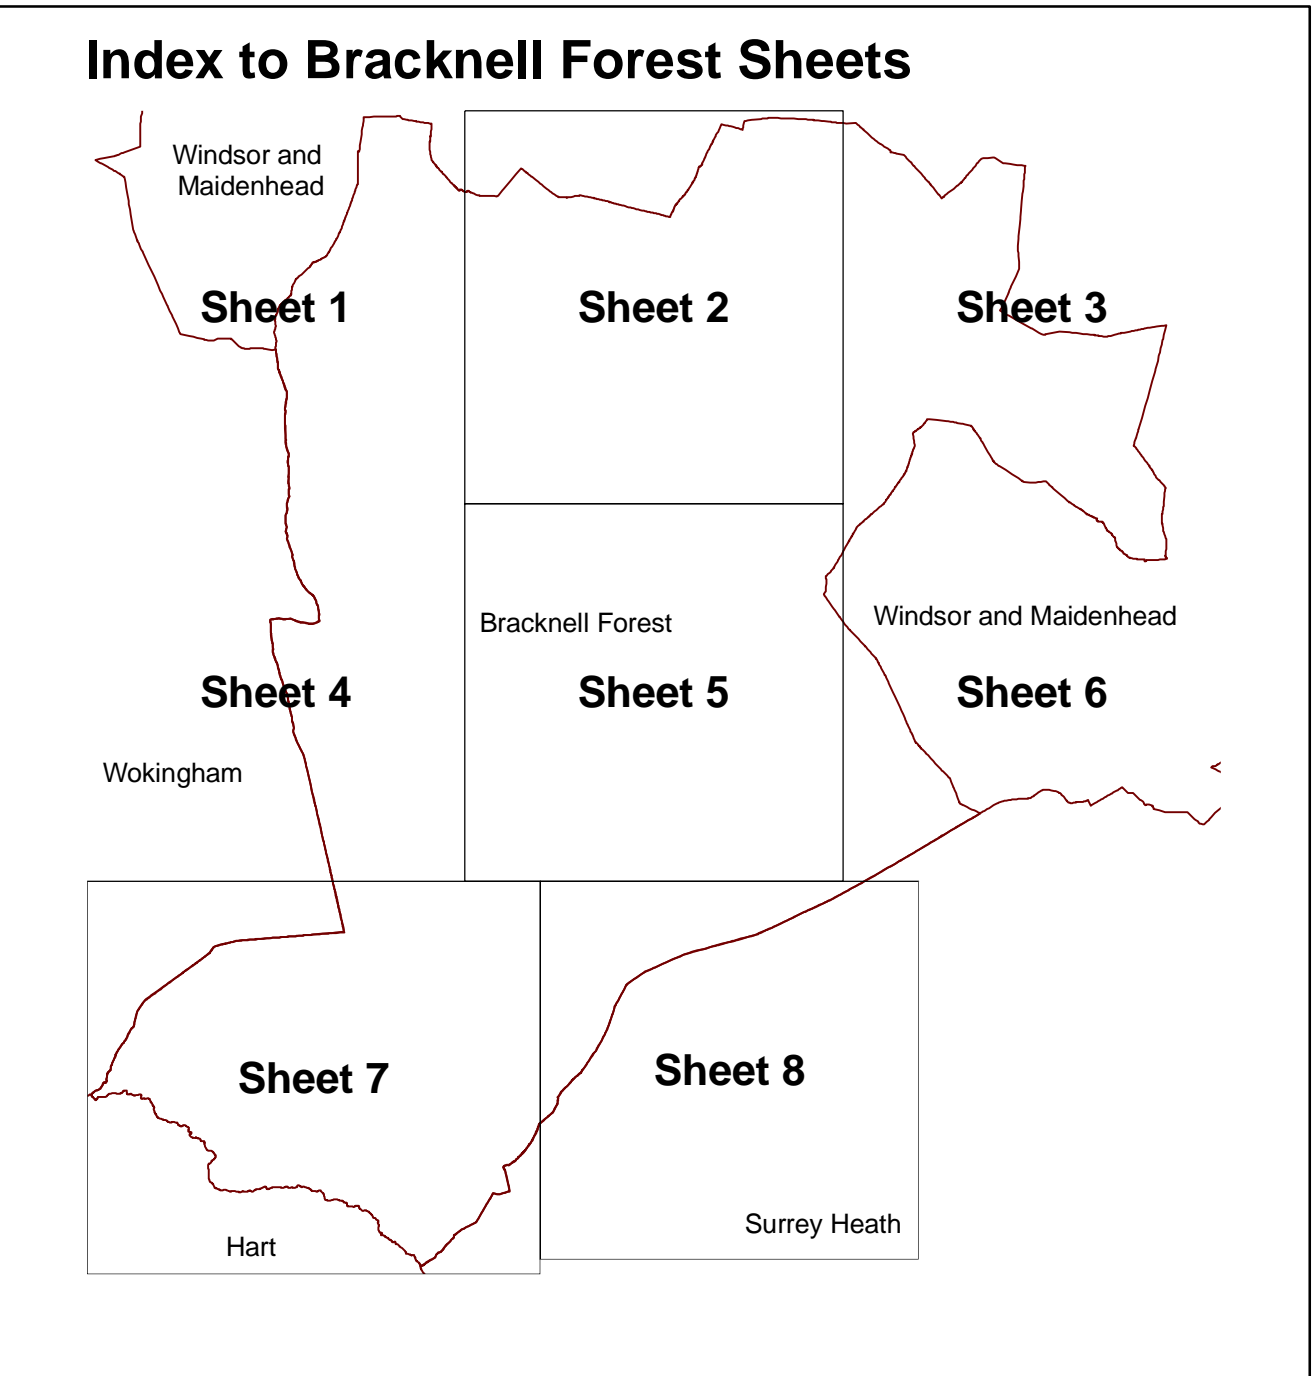 Index to Bracknell Forest Sheets
Windsor and
Maidenhead
Sheet 1
Sheet 2
Sheet 3
Bracknell Forest
Windsor and Maidenhead
Sheet 4
Sheet 5
Sheet 6
Wokingham
Sheet 7
Sheet 8
Hart
Surrey Heath